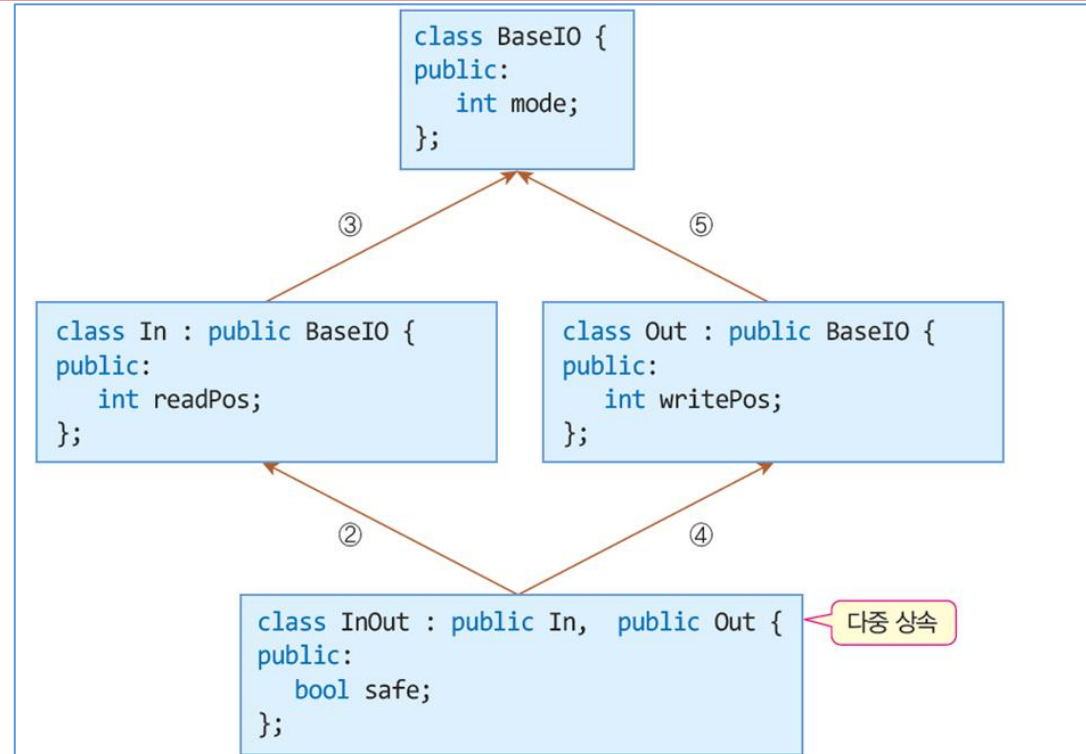 class BaseIO {
public:
int mode;
};
③
⑤
class In : public BaseIO {
public:
int readPos;
};
class Out : public BaseIO {
public:
int writePos;
};
②
④
class InOut : public In, public Out {
public:
bool safe;
};
다중 상속